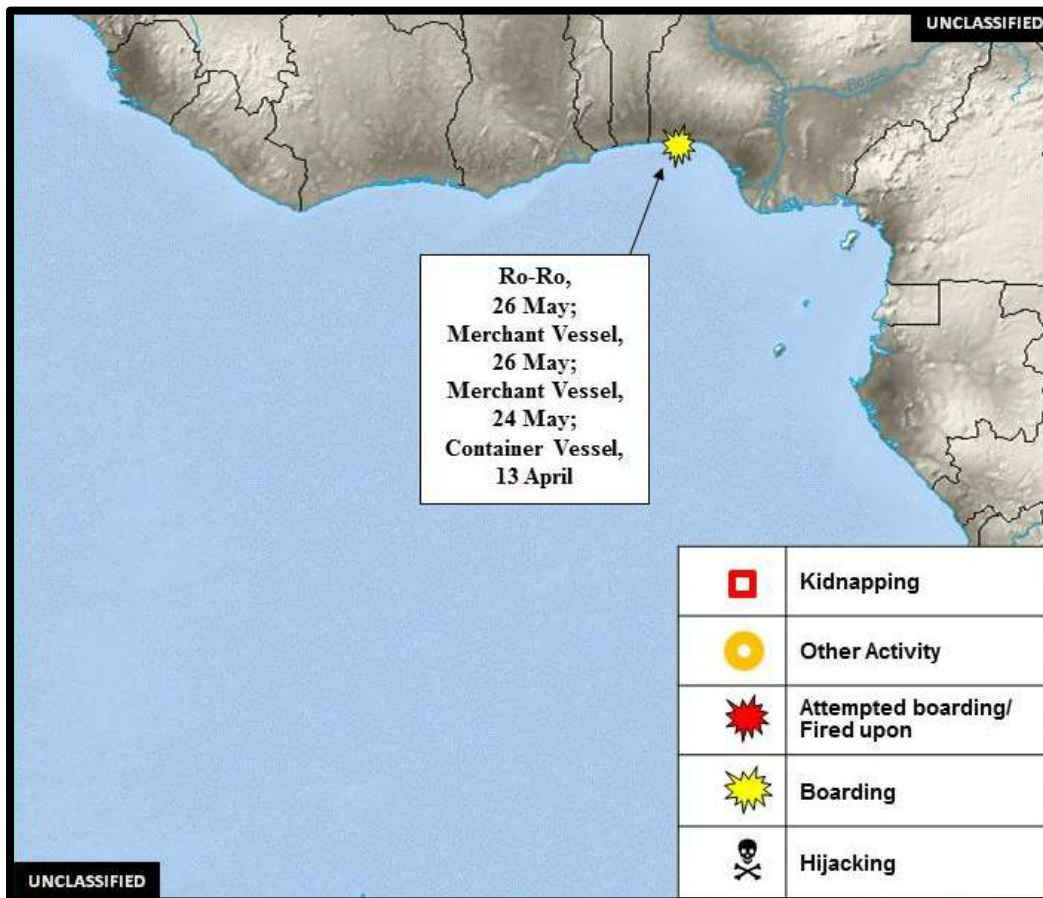 UNCLASSIFIED
Benue
Ro-Ro,
26 May;
Merchant Vessel,
26 May;
Merchant Vessel,
24 May;
Container Vessel,
13 April
Kidnapping
Other Activity
Attempted boarding/
Fired upon
Boarding
Hijacking
UNCLASSIFIED